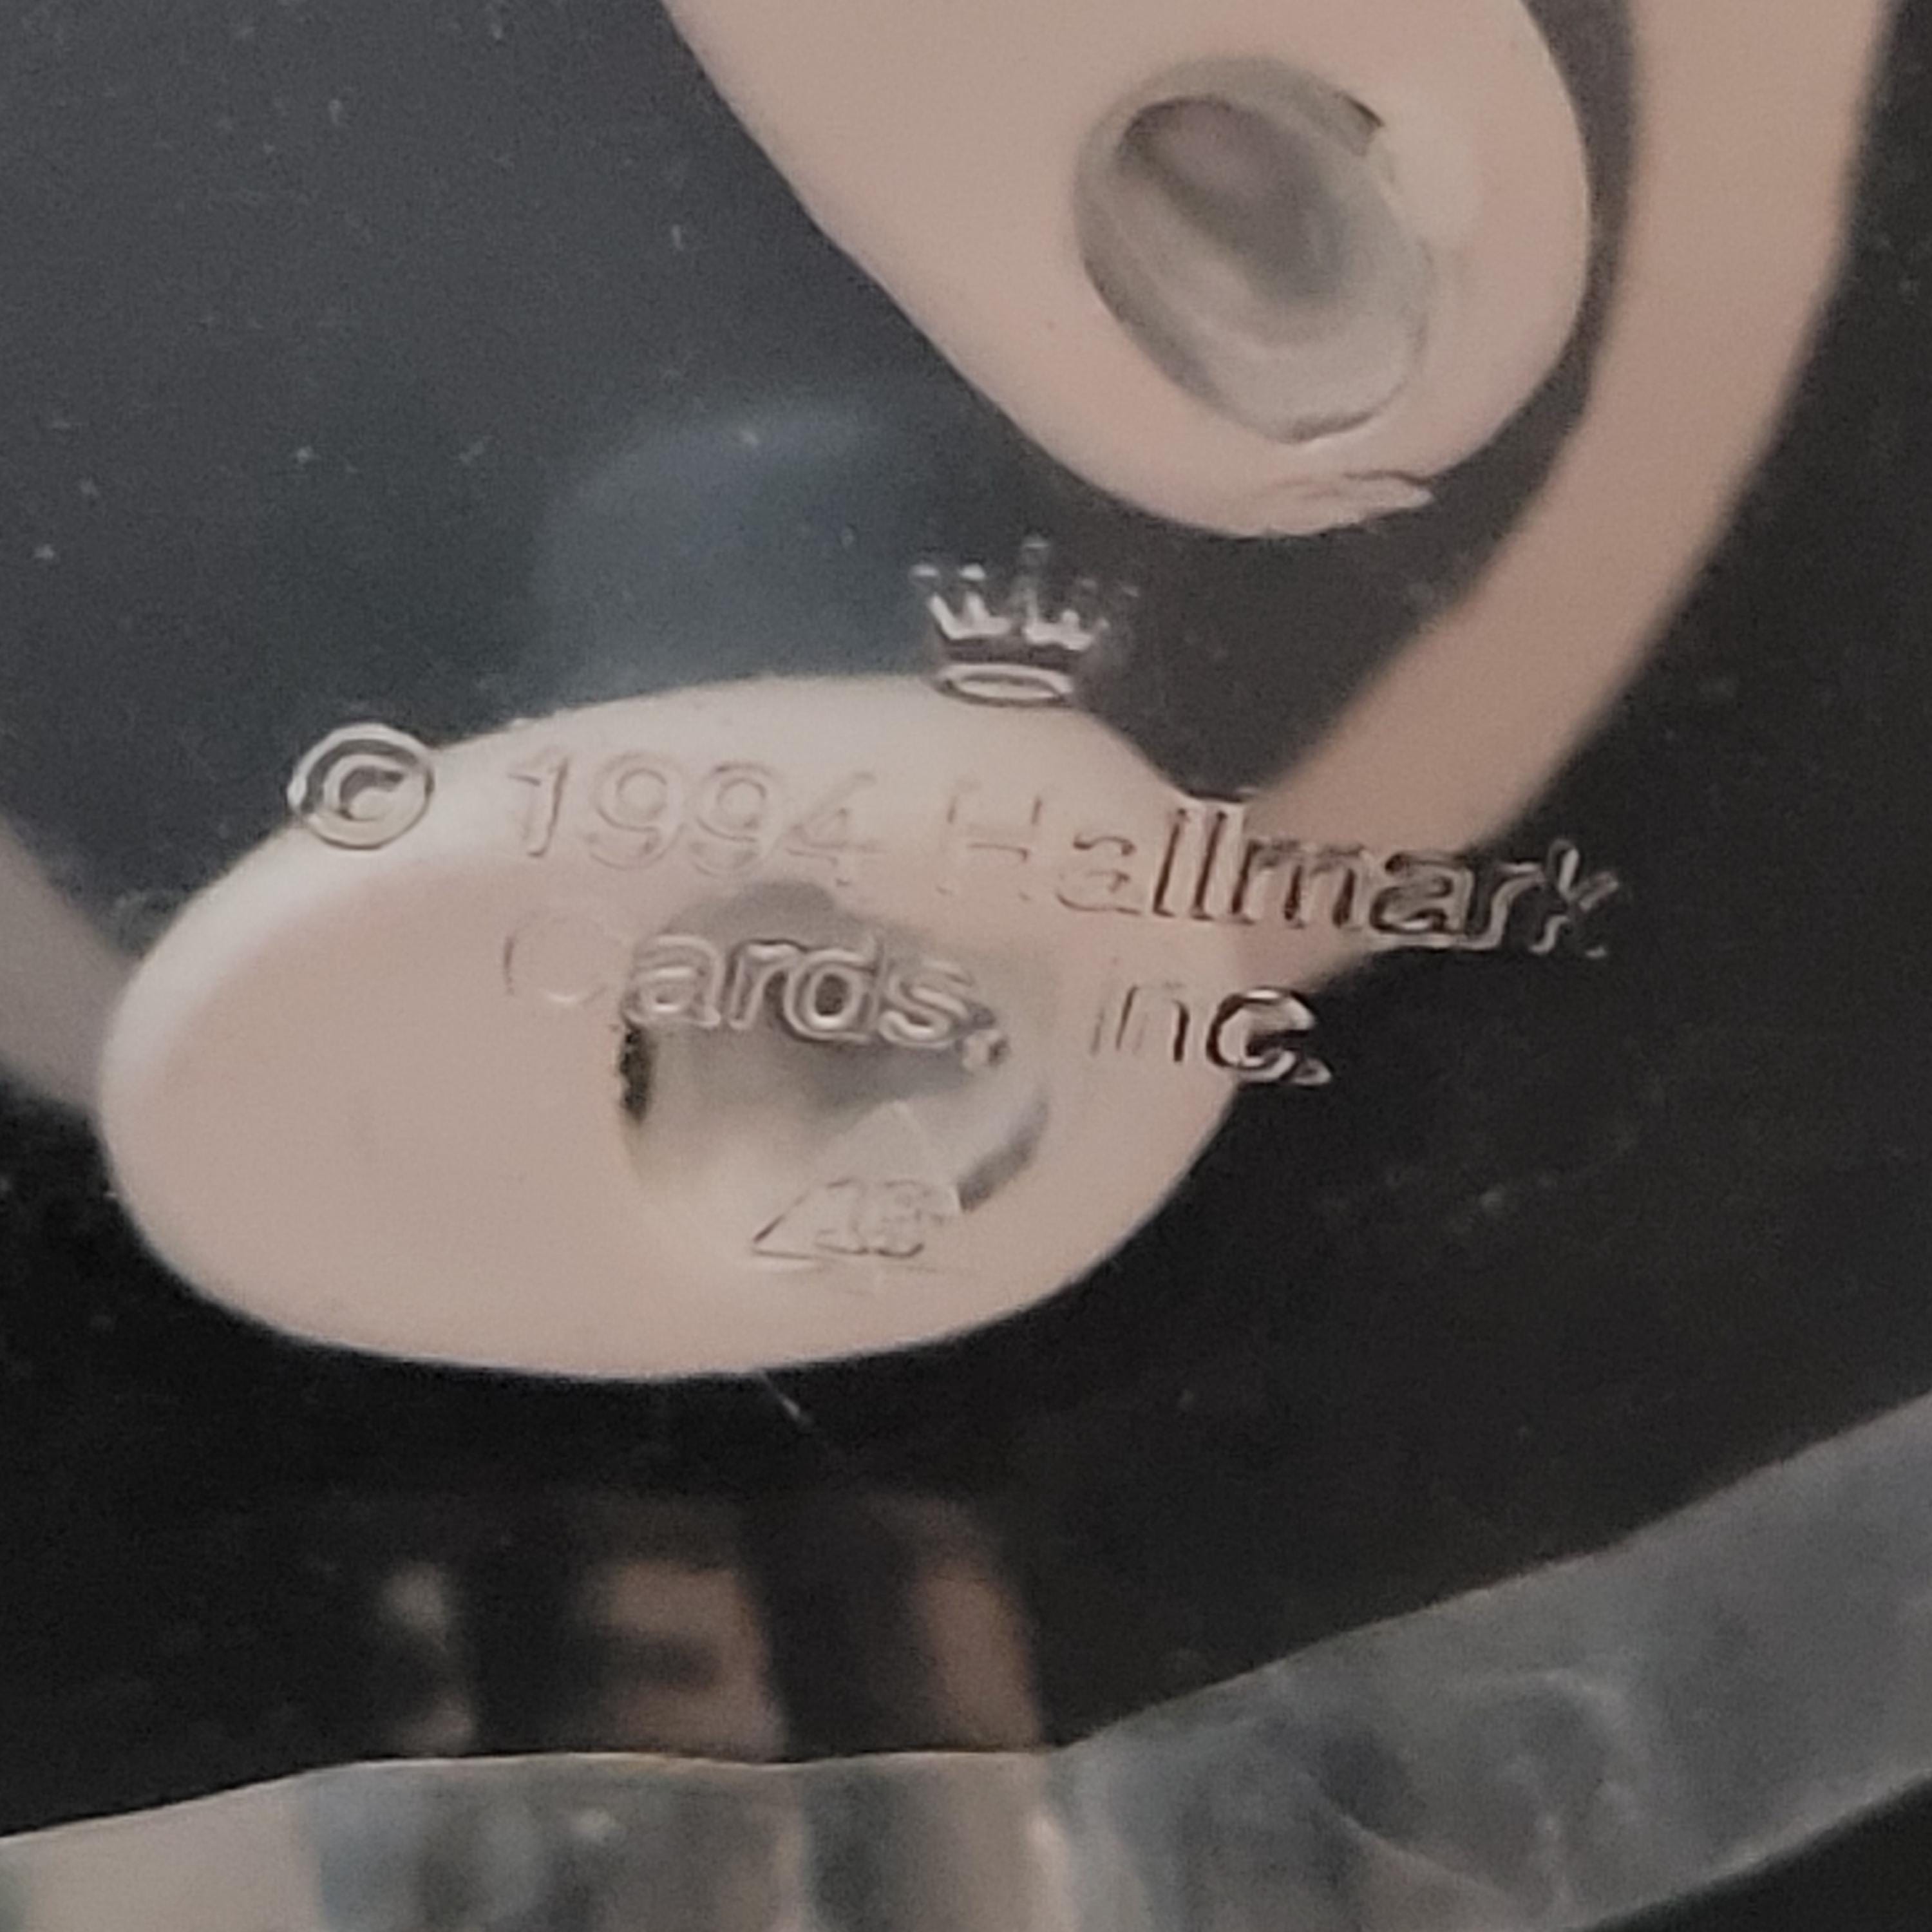 © 1994 Hallmark
Cards, Inc.